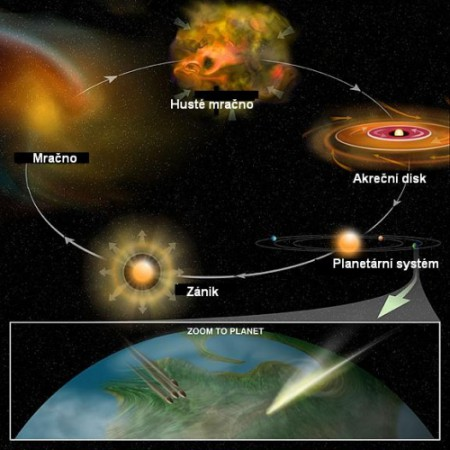 Husté mračno
Mračno
Akreční disk
Planetární systém
Zánik
ZOOM TO PLANET